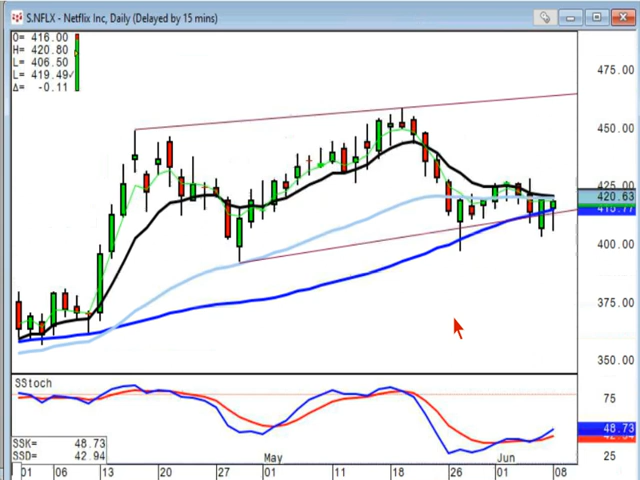 S.NFLX - Netflix Inc, Daily (Delayed by 15 mins)
O= 416.00
H= 420.80
L= 406.50
L= 419.49✓
Δ= -0.11
475.00
450.00
425.00
420.63
400.00
375.00
350.00
SStoch
75
48.73
42.94
25
SSK= 48.73
SSD= 42.94
May Jun
01 06 13 20 27 01 11 18 26 01 08